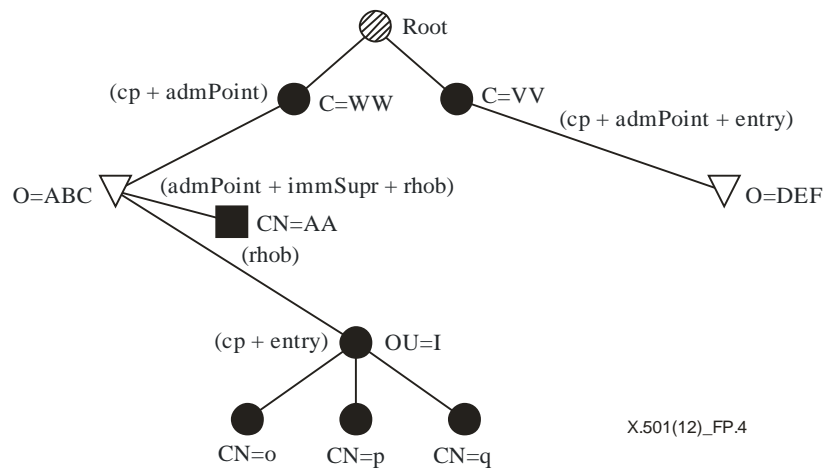 Root
(cp + admPoint)
C=WW
C=VV
(cp + admPoint + entry)
O=ABC
(admPoint + immSupr + rhob)
O=DEF
CN=AA
(rhob)
(cp + entry)
OU=I
CN=o
CN=p
CN=q
X.501(12)_FP.4